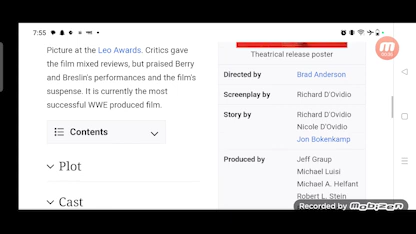 7:55
Picture at the Leo Awards. Critics gave
the film mixed reviews, but praised Berry
and Breslin's performances and the film's
suspense. It is currently the most
successful WWE produced film.
Contents
Plot
Cast
Theatrical release poster
Directed by Brad Anderson
Screenplay by Richard D'Ovidio
Story by Richard D'Ovidio
Nicole D'Ovidio
Jon Bokenkamp
Produced by Jeff Graup
Michael Luisi
Michael A. Helfant
Robert L. Stein
Recorded by Mobizen